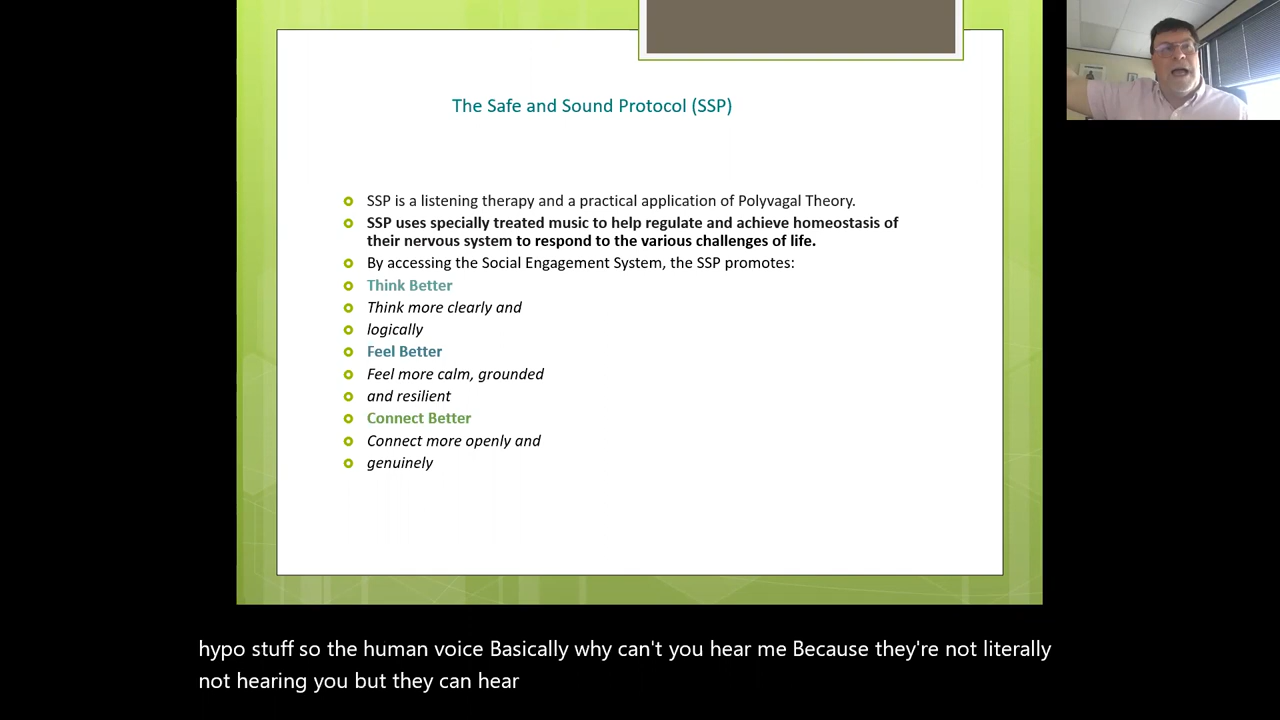 The Safe and Sound Protocol (SSP)
SSP is a listening therapy and a practical application of Polyvagal Theory.
SSP uses specially treated music to help regulate and achieve homeostasis of
their nervous system to respond to the various challenges of life.
By accessing the Social Engagement System, the SSP promotes:
Think Better
Think more clearly and
logically
Feel Better
Feel more calm, grounded
and resilient
Connect Better
Connect more openly and
genuinely
hypo stuff so the human voice Basically why can't you hear me Because they're not literally
not hearing you but they can hear